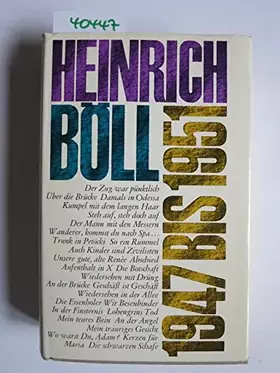 40447
HEINRICH
BÖLL
1947 BIS 1951
Der Zug war pünktlich
Über die Brücke Damals in Odessa
Kumpel mit dem langen Haar
Steh auf, steh doch auf
Der Mann mit den Messern
Wanderer, kommst du nach Spa...
Trunk in Petöcki So ein Rummel
Auch Kinder sind Zivilisten
Unsere gute, alte Renée Abschied
Aufenthalt in X Die Botschaft
Wiedersehen mit Drüng
An der Brücke Geschäft ist Geschäft
Wiedersehen in der Allee
Die Essenholer Wir Besenbinder
In der Finsternis Lohengrins Tod
Mein teures Bein An der Angel
Mein trauriges Gesicht
Wo warst Du, Adam? Kerzen für
Maria Die schwarzen Schafe